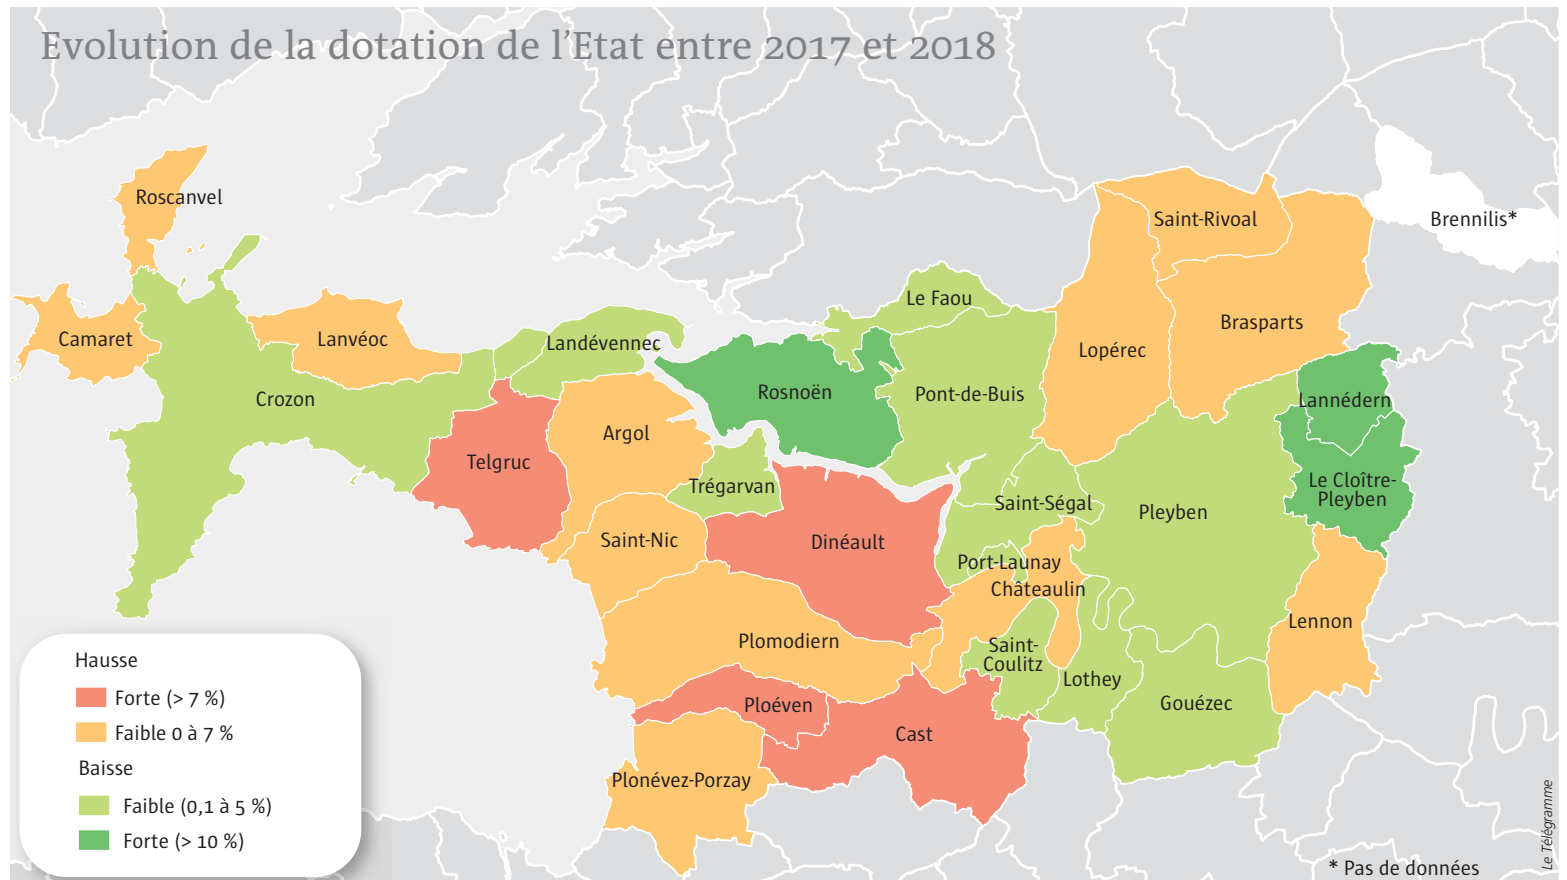 Evolution de la dotation de l'Etat entre 2017 et 2018
Roscanvel
Saint-Rivoal
Brennilis*
Le Faou
Camaret
Lanvéoc
Landévennec
Brasparts
Lopérec
Rosnoën
Pont-de-Buis
Crozon
Lannédern
Argol
Telgruc
Trégarvan
Le Cloître-
Pleyben
Saint-Ségal
Pleyben
Saint-Nic
Dinéault
Port-Launay
Châteaulin
Lennon
Plomodiern
Saint-
Coulitz
Lothey
Gouézec
Ploéven
Cast
Plonévez-Porzay
Hausse
Forte (> 7 %)
Faible 0 à 7 %
Baisse
Faible (0,1 à 5 %)
Forte (> 10 %)
* Pas de données
Le Télégramme